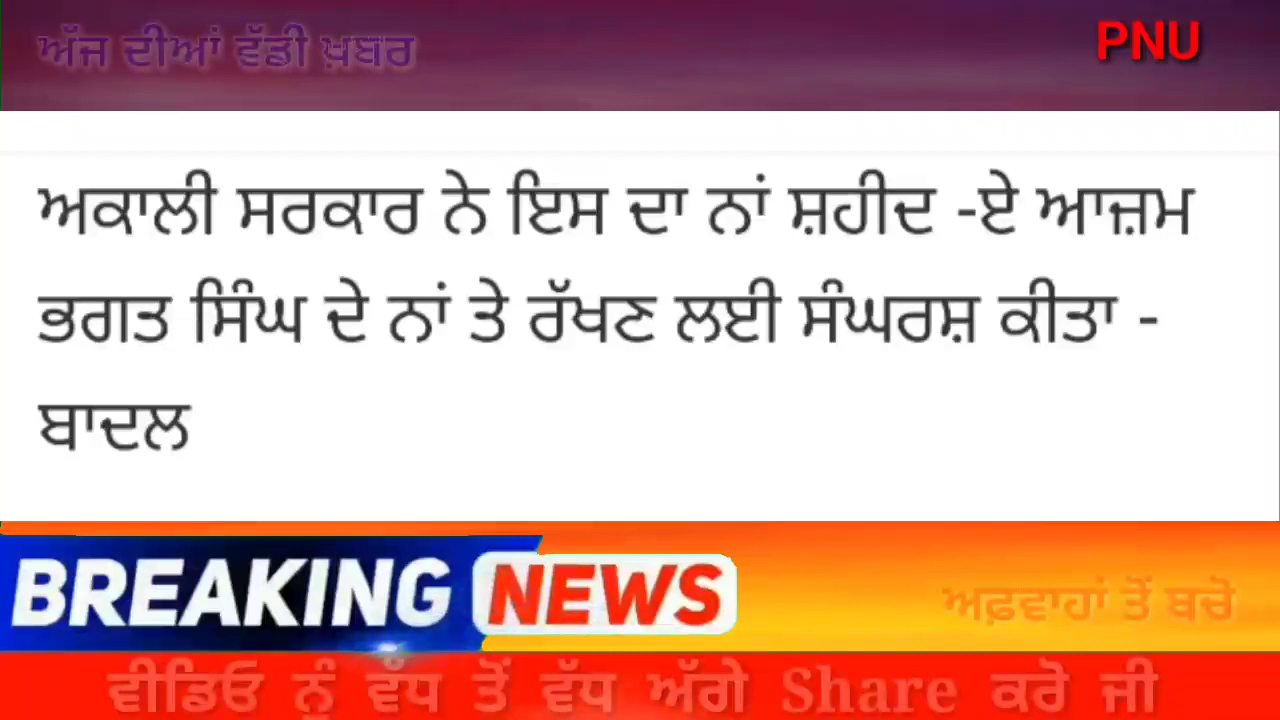 ਅੱਜ ਦੀਆਂ ਵੱਡੀ ਖ਼ਬਰ
PNU
ਅਕਾਲੀ ਸਰਕਾਰ ਨੇ ਇਸ ਦਾ ਨਾਂ ਸ਼ਹੀਦ -ਏ ਆਜ਼ਮ
ਭਗਤ ਸਿੰਘ ਦੇ ਨਾਂ ਤੇ ਰੱਖਣ ਲਈ ਸੰਘਰਸ਼ ਕੀਤਾ -
ਬਾਦਲ
BREAKING NEWS
ਅਫ਼ਵਾਹਾਂ ਤੋਂ ਬਚੋ
ਵੀਡਿਓ ਨੂੰ ਵੱਧ ਤੋਂ ਵੱਧ ਅੱਗੇ Share ਕਰੋ ਜੀ